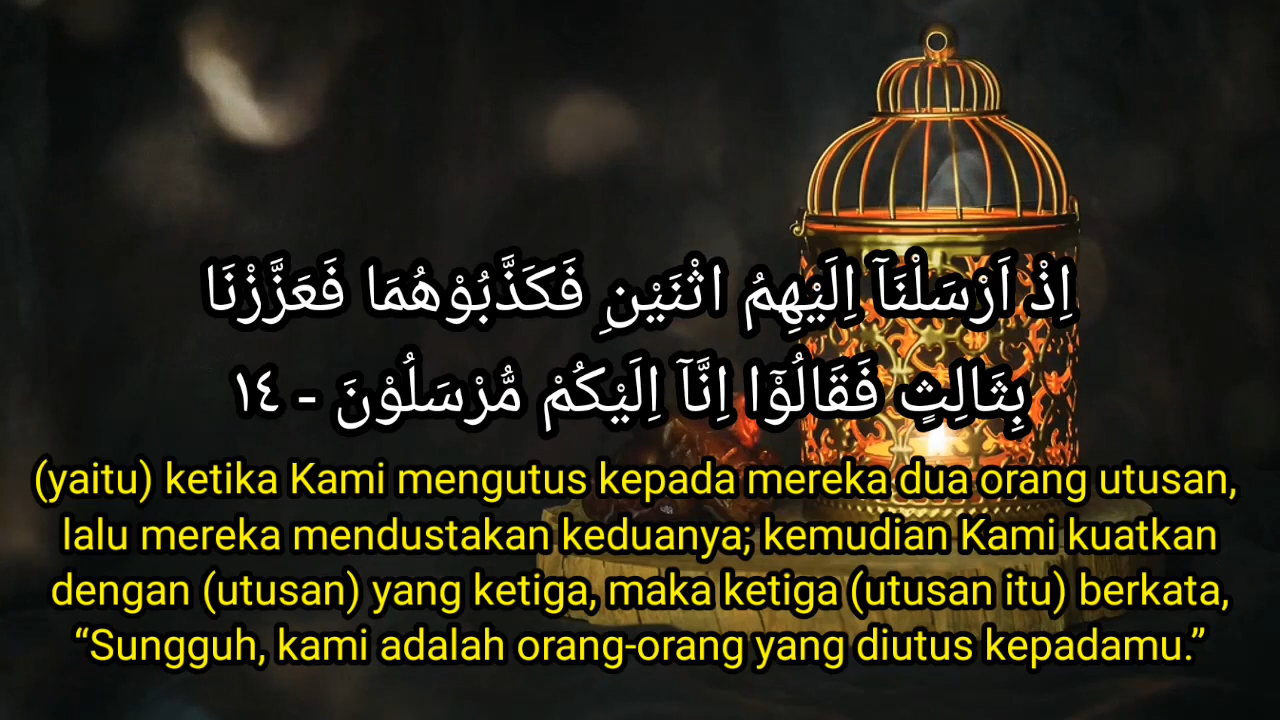 اِذْ اَرْسَلْنَآ اِلَيْهِمُ اثْنَيْنِ فَكَذَّبُوْهُمَا فَعَزَّزْنَا
بِثَالِثٍ فَقَالُوْٓا اِنَّآ اِلَيْكُمْ مُّرْسَلُوْنَ - ١٤
(yaitu) ketika Kami mengutus kepada mereka dua orang utusan,
lalu mereka mendustakan keduanya; kemudian Kami kuatkan
dengan (utusan) yang ketiga, maka ketiga (utusan itu) berkata,
“Sungguh, kami adalah orang-orang yang diutus kepadamu.”